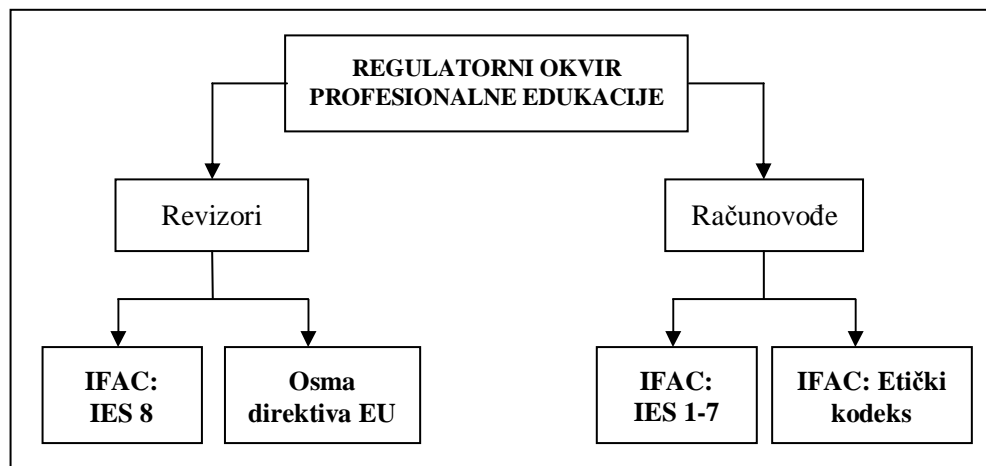 REGULATORNI OKVIR
PROFESIONALNE EDUKACIJE
Revizori
Računovođe
IFAC:
IES 8
Osma
direktiva EU
IFAC:
IES 1-7
IFAC: Etički
kodeks